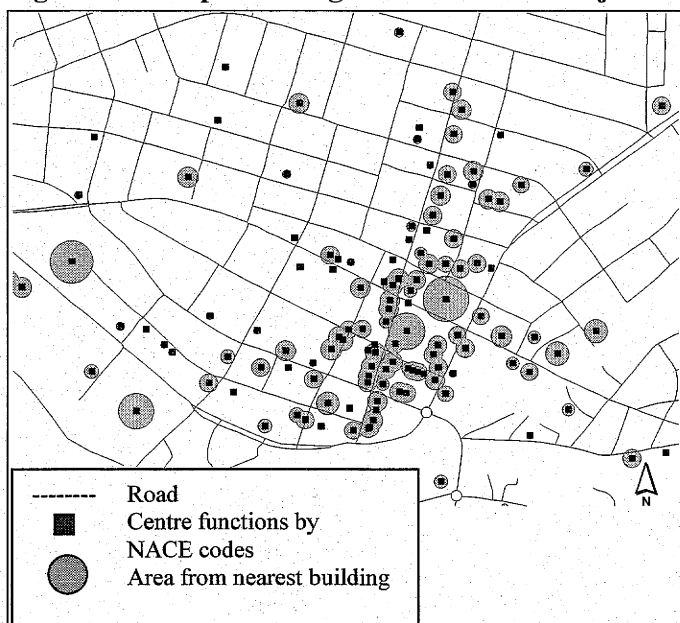 N
Road
Centre functions by
NACE codes
Area from nearest building